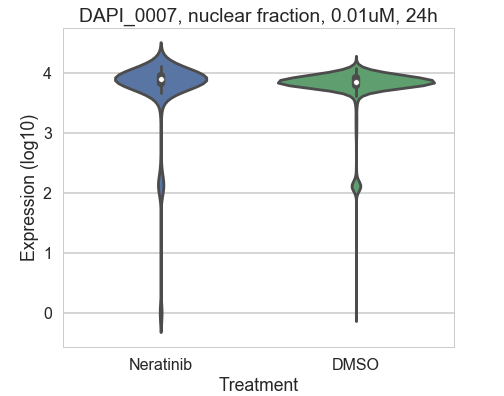 DAPI_0007, nuclear fraction, 0.01uM, 24h
Expression (log10)
4
3
2
1
0
Neratinib DMSO
Treatment